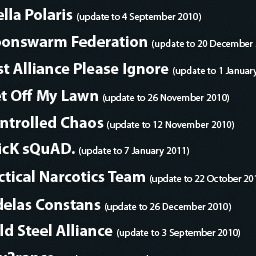 ella Polaris (update to 4 September 2010)
oonswarm Federation (update to 20 December
st Alliance Please Ignore (update to 1 January
et Off My Lawn (update to 26 November 2010)
ntrolled Chaos (update to 12 November 2010)
icK sQuAD. (update to 7 January 2011)
ctical Narcotics Team (update to 22 October 201
delas Constans (update to 26 December 2010)
ld Steel Alliance (update to 3 September 2010)